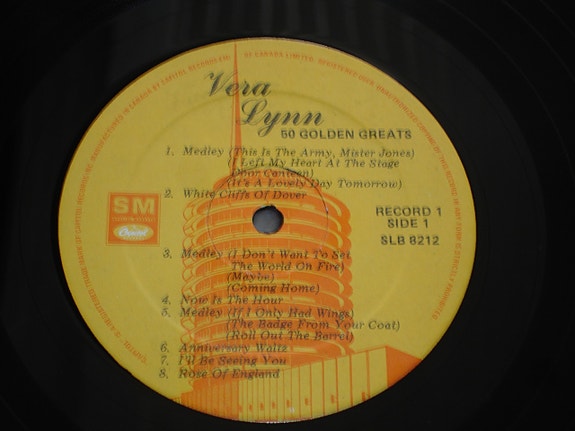 Vera
Lynn
50 GOLDEN GREATS
1. Medley (This Is The Army, Mister Jones)
(I Left My Heart At The Stage
Door Canteen)
(It's A Lovely Day Tomorrow)
2. White Cliffs Of Dover
SM
Capitol
RECORD 1
SIDE 1
SLB 8212
3. Medley (I Don't Want To Set
The World On Fire)
(Maybe)
(Coming Home)
4. Now Is The Hour
5. Medley (If I Only Had Wings)
(The Badge From Your Coat)
(Roll Out The Barrel)
6. Anniversary Waltz
7. I'll Be Seeing You
8. Rose Of England